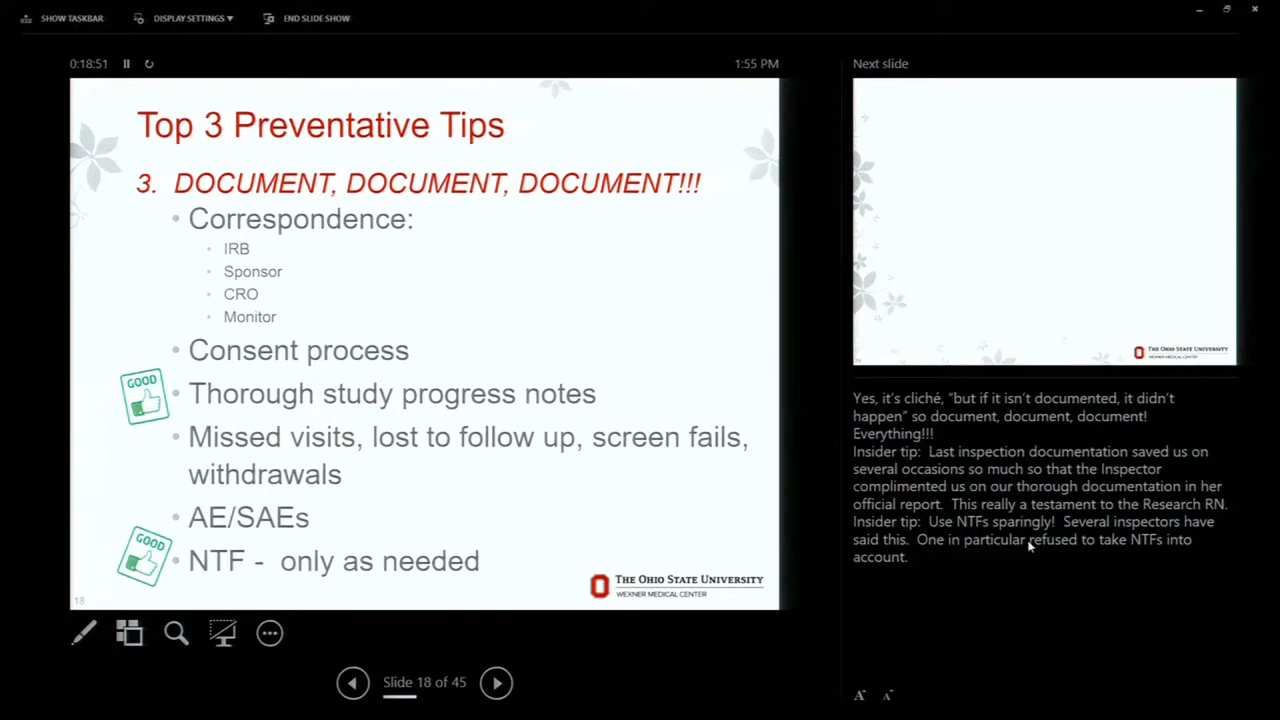 SHOW TASKBAR
DISPLAY SETTINGS ▼
END SLIDE SHOW
0:18:51
1:55 PM
Top 3 Preventative Tips
3. DOCUMENT, DOCUMENT, DOCUMENT!!!
• Correspondence:
• IRB
• Sponsor
• CRO
• Monitor
• Consent process
GOOD
• Thorough study progress notes
• Missed visits, lost to follow up, screen fails,
withdrawals
• AE/SAEs
GOOD
• NTF - only as needed
THE OHIO STATE UNIVERSITY
WEXNER MEDICAL CENTER
18
Slide 18 of 45
Next slide
THE OHIO STATE UNIVERSITY
WEXNER MEDICAL CENTER
Yes, it's cliché, "but if it isn't documented, it didn't
happen" so document, document, document!
Everything!!!
Insider tip: Last inspection documentation saved us on
several occasions so much so that the Inspector
complimented us on our thorough documentation in her
official report. This really a testament to the Research RN.
Insider tip: Use NTFs sparingly! Several inspectors have
said this. One in particular refused to take NTFs into
account.
A A